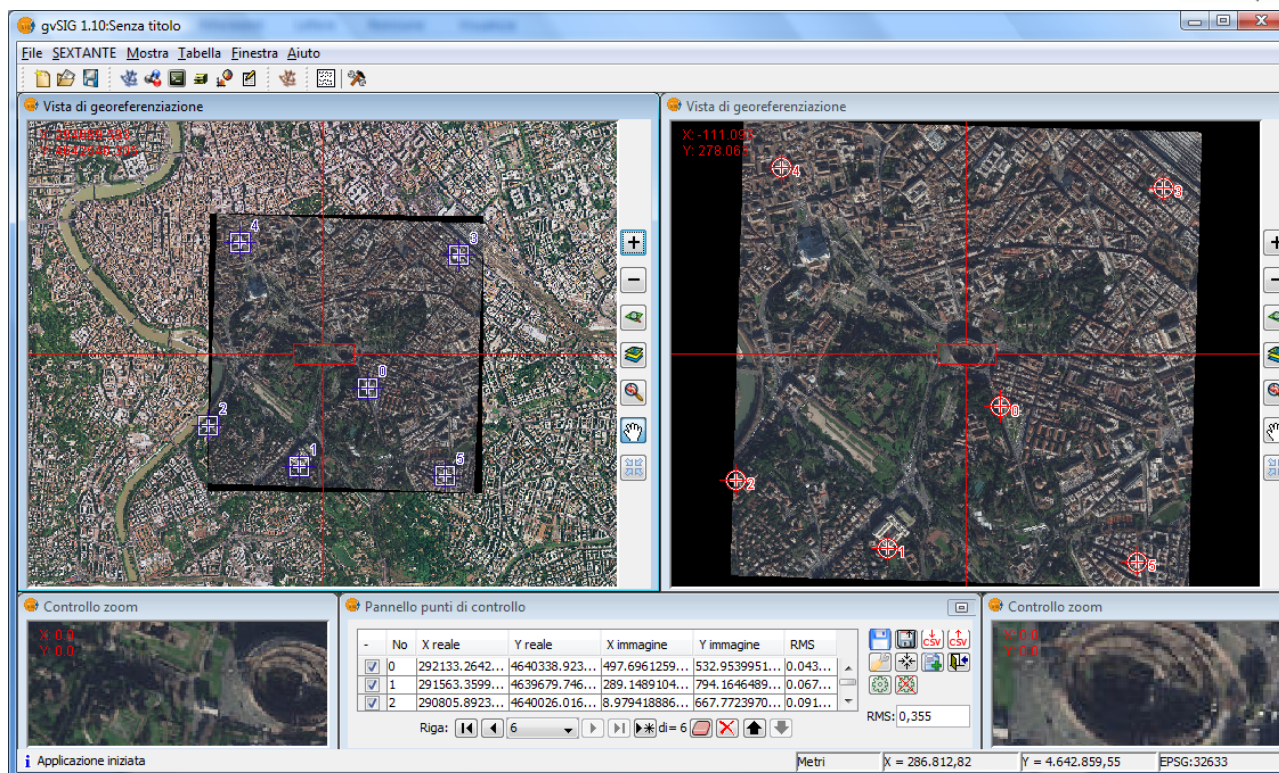 gvSIG 1.10:Senza titolo
File SEXTANTE Mostra Tabella Finestra Aiuto
Vista di georeferenziazione
4
3
0
2
1
5
Vista di georeferenziazione
X: -111.093
Y: 278.063
4
3
0
2
1
5
Controllo zoom
X: 0.0
Y: 0.0
Pannello punti di controllo
- No X reale Y reale X immagine Y immagine RMS
0 292133.2642... 4640338.923... 497.6961259... 532.9539951... 0.043...
1 291563.3599... 4639679.746... 289.1489104... 794.1646489... 0.067...
2 290805.8923... 4640026.016... 8.979418886... 667.7723970... 0.091...
Riga: 6 di= 6
CSV CSV
RMS: 0,355
Controllo zoom
X: 0.0
Y: 0.0
Applicazione iniziata
Metri X = 286.812,82 Y = 4.642.859,55 EPSG:32633